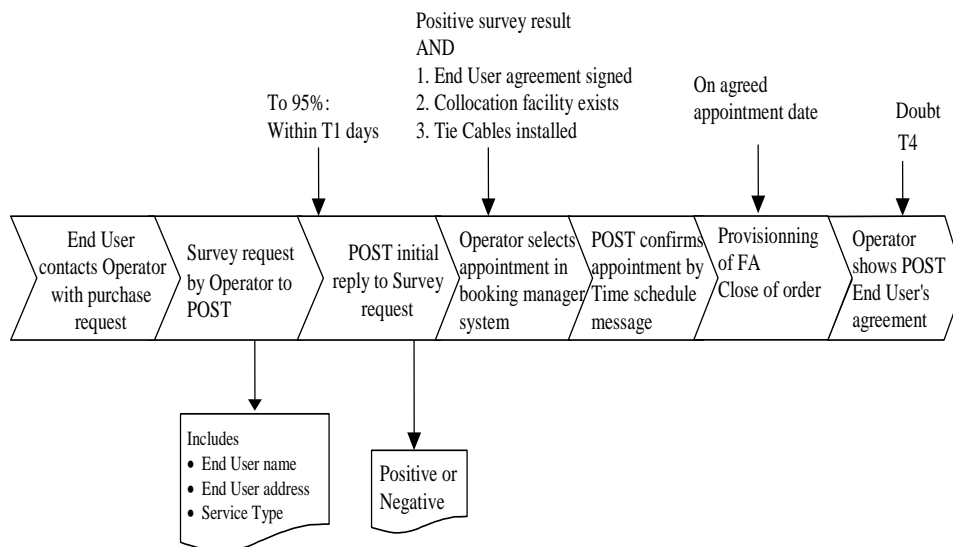 Positive survey result
AND
1. End User agreement signed
2. Collocation facility exists
3. Tie Cables installed
To 95%:
Within T1 days
On agreed
appointment date
Doubt
T4
End User
contacts Operator
with purchase
request
Survey request
by Operator to
POST
POST initial
reply to Survey
request
Operator selects
appointment in
booking manager
system
POST confirms
appointment by
Time schedule
message
Provisionning
of FA
Close of order
Operator
shows POST
End User's
agreement
Includes
• End User name
• End User address
• Service Type
Positive or
Negative